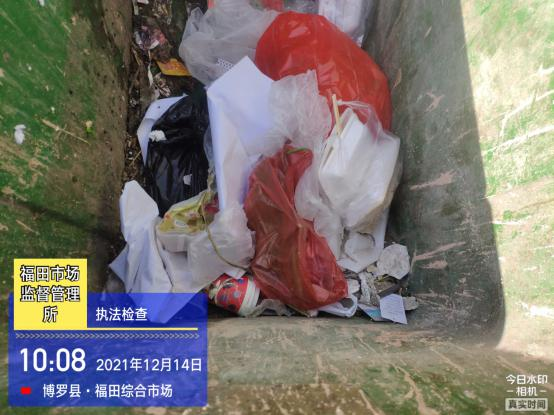 福田市场
监督管理
所
执法检查
10:08
2021年12月14日
博罗县·福田综合市场
今日水印
相机
真实时间